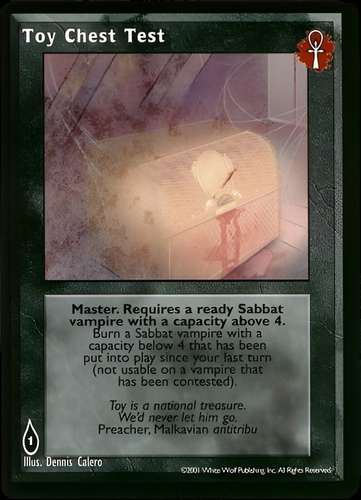 Toy Chest Test
Master. Requires a ready Sabbat
vampire with a capacity above 4.
Burn a Sabbat vampire with a
capacity below 4 that has been
put into play since your last turn
(not usable on a vampire that
has been contested).
Toy is a national treasure.
We'd never let him go.
Preacher, Malkavian antitribu
1
Illus. Dennis Calero
©2001 White Wolf Publishing, Inc. All Rights Reserved.